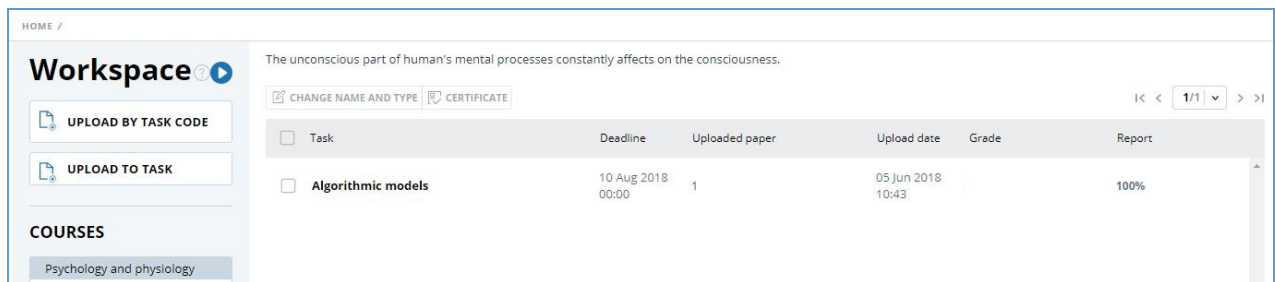 HOME /
Workspace
UPLOAD BY TASK CODE
UPLOAD TO TASK
COURSES
Psychology and physiology
The unconscious part of human's mental processes constantly affects on the consciousness.
CHANGE NAME AND TYPE CERTIFICATE
1/1
Task Deadline Uploaded paper Upload date Grade Report
Algorithmic models 10 Aug 2018 00:00 1 05 Jun 2018 10:43 100%